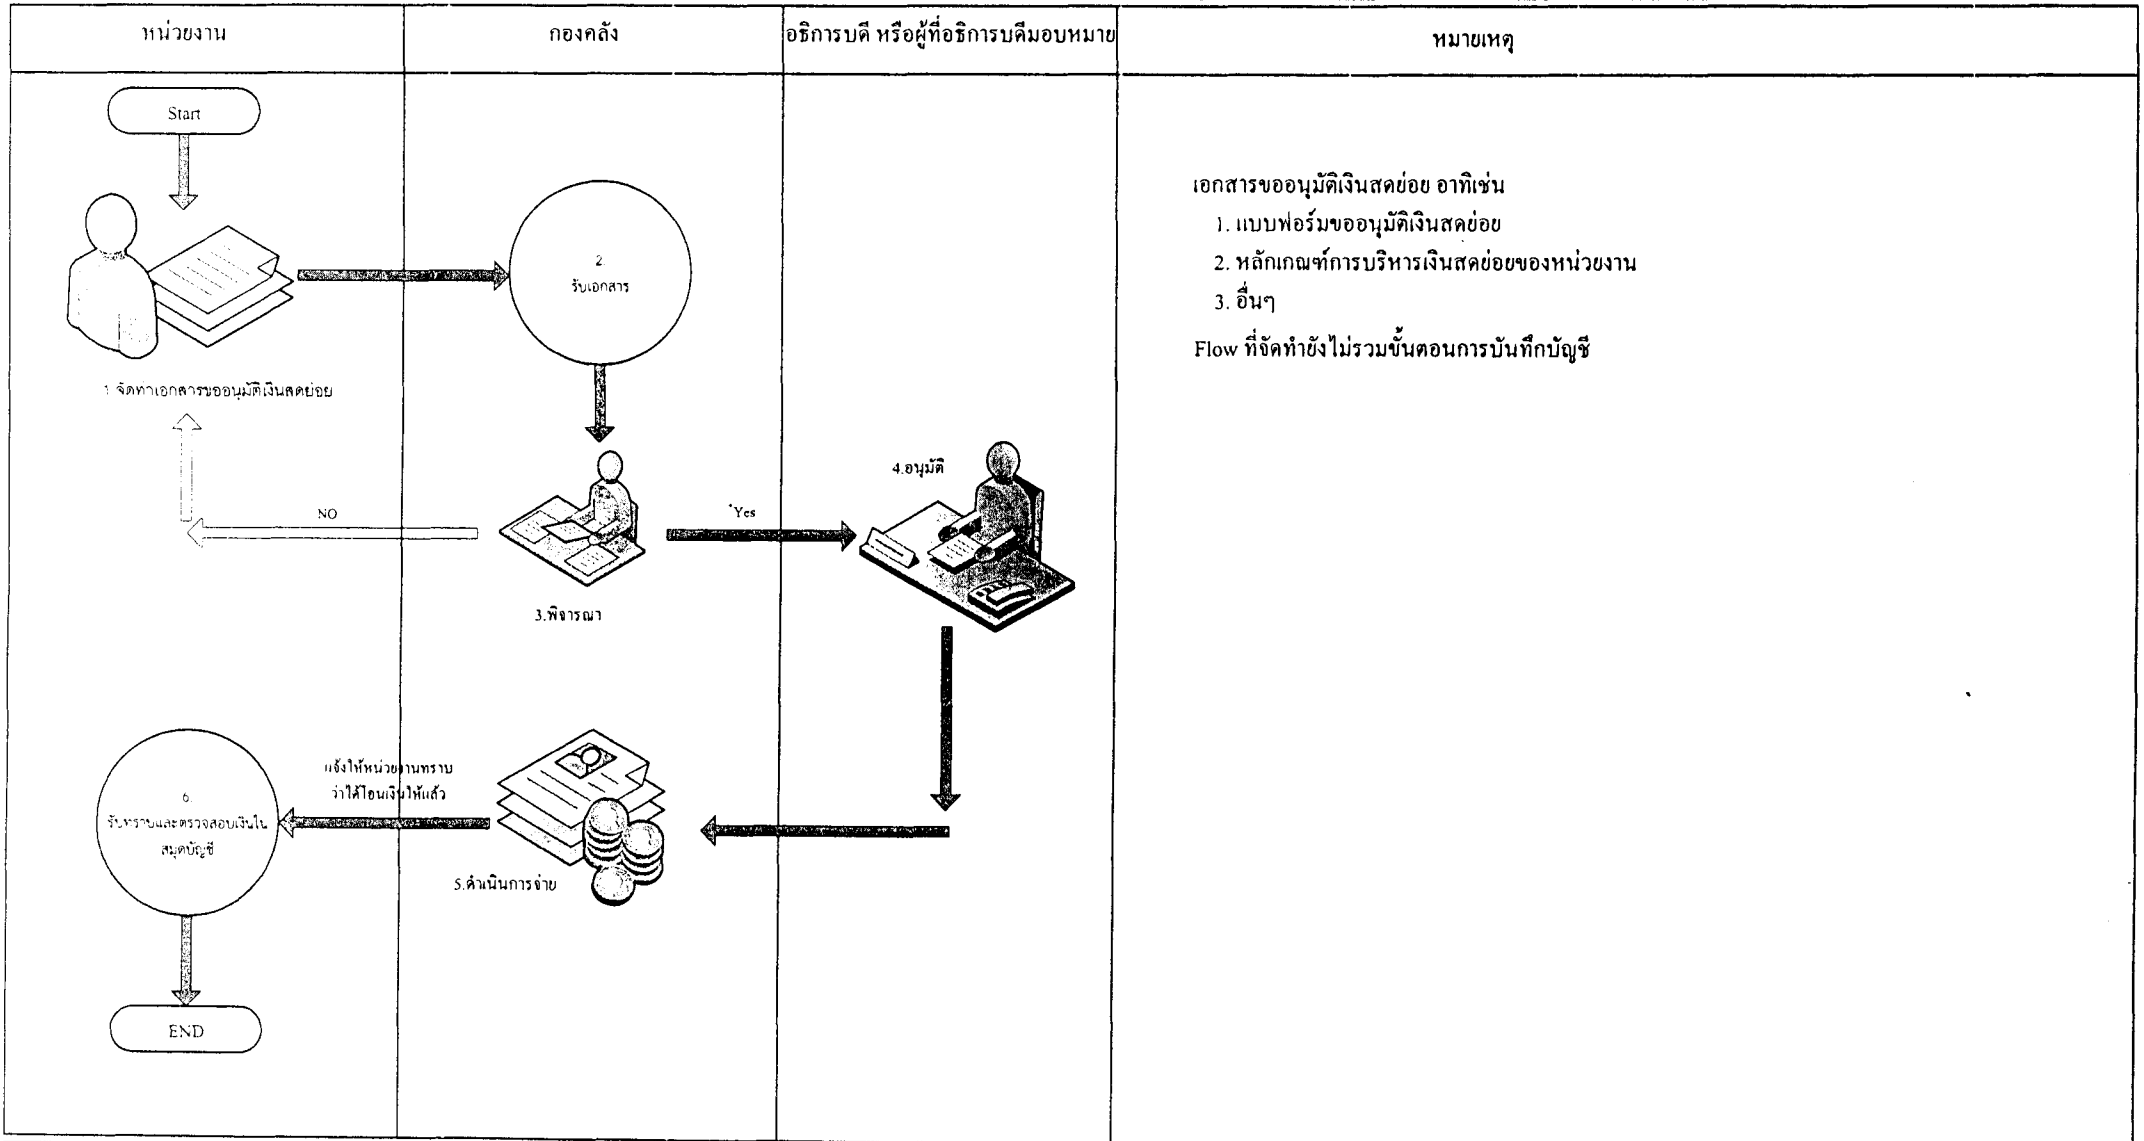 หน่วยงาน
กองคลัง
อธิการบดี หรือผู้ที่อธิการบดีมอบหมาย
หมายเหตุ
Start
1. จัดทำเอกสารขออนุมัติเงินสดย่อย
2.
รับเอกสาร
NO
3.พิจารณา
Yes
4.อนุมัติ
5.ดำเนินการจ่าย
แจ้งให้หน่วยงานทราบ
ว่าได้โอนเงินให้แล้ว
6.
รับทราบและตรวจสอบเงินใน
สมุดบัญชี
END
เอกสารขออนุมัติเงินสดย่อย อาทิเช่น
1. แบบฟอร์มขออนุมัติเงินสดย่อย
2. หลักเกณฑ์การบริหารเงินสดย่อยของหน่วยงาน
3. อื่นๆ
Flow ที่จัดทำยังไม่รวมขั้นตอนการบันทึกบัญชี